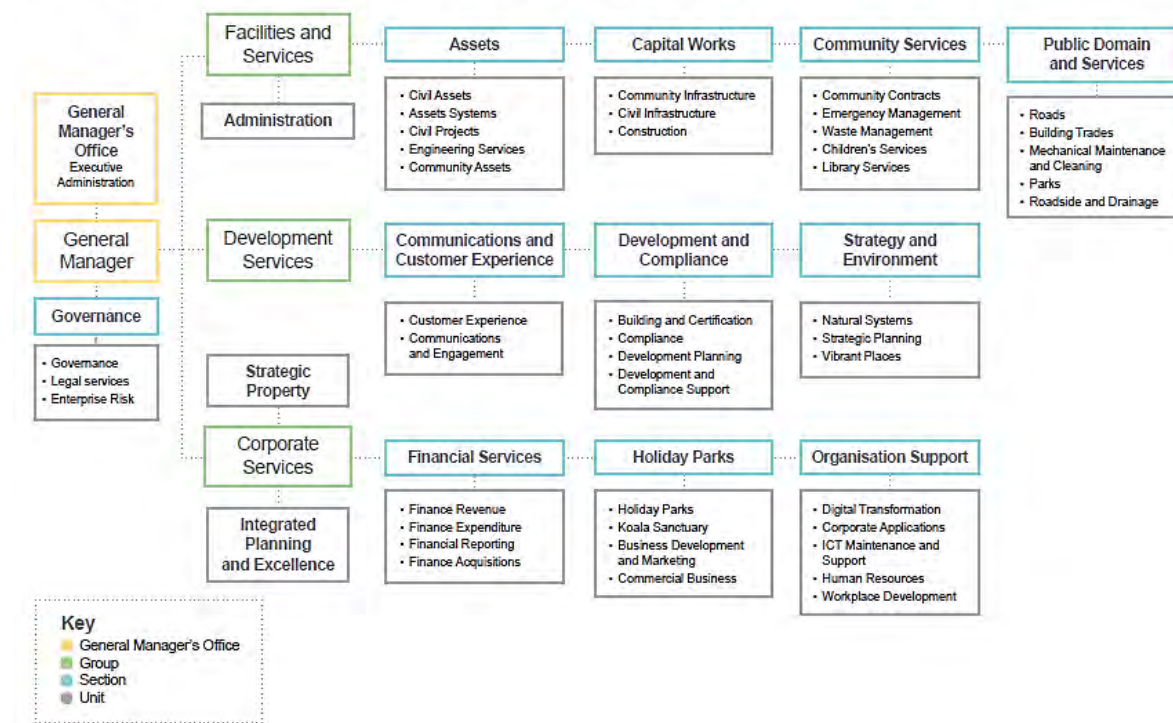 Facilities and
Services
Assets
Capital Works
Community Services
Public Domain
and Services
General
Manager's
Office
Executive
Administration
Administration
• Civil Assets
• Assets Systems
• Civil Projects
• Engineering Services
• Community Assets
• Community Infrastructure
• Civil Infrastructure
• Construction
• Community Contracts
• Emergency Management
• Waste Management
• Children's Services
• Library Services
• Roads
• Building Trades
• Mechanical Maintenance
and Cleaning
• Parks
• Roadside and Drainage
General
Manager
Development
Services
Communications and
Customer Experience
Development and
Compliance
Strategy and
Environment
Governance
• Governance
• Legal services
• Enterprise Risk
• Customer Experience
• Communications
and Engagement
• Building and Certification
• Compliance
• Development Planning
• Development and
Compliance Support
• Natural Systems
• Strategic Planning
• Vibrant Places
Strategic
Property
Corporate
Services
Financial Services
Holiday Parks
Organisation Support
Integrated
Planning
and Excellence
• Finance Revenue
• Finance Expenditure
• Financial Reporting
• Finance Acquisitions
• Holiday Parks
• Koala Sanctuary
• Business Development
and Marketing
• Commercial Business
• Digital Transformation
• Corporate Applications
• ICT Maintenance and
Support
• Human Resources
• Workplace Development
Key
General Manager's Office
Group
Section
Unit